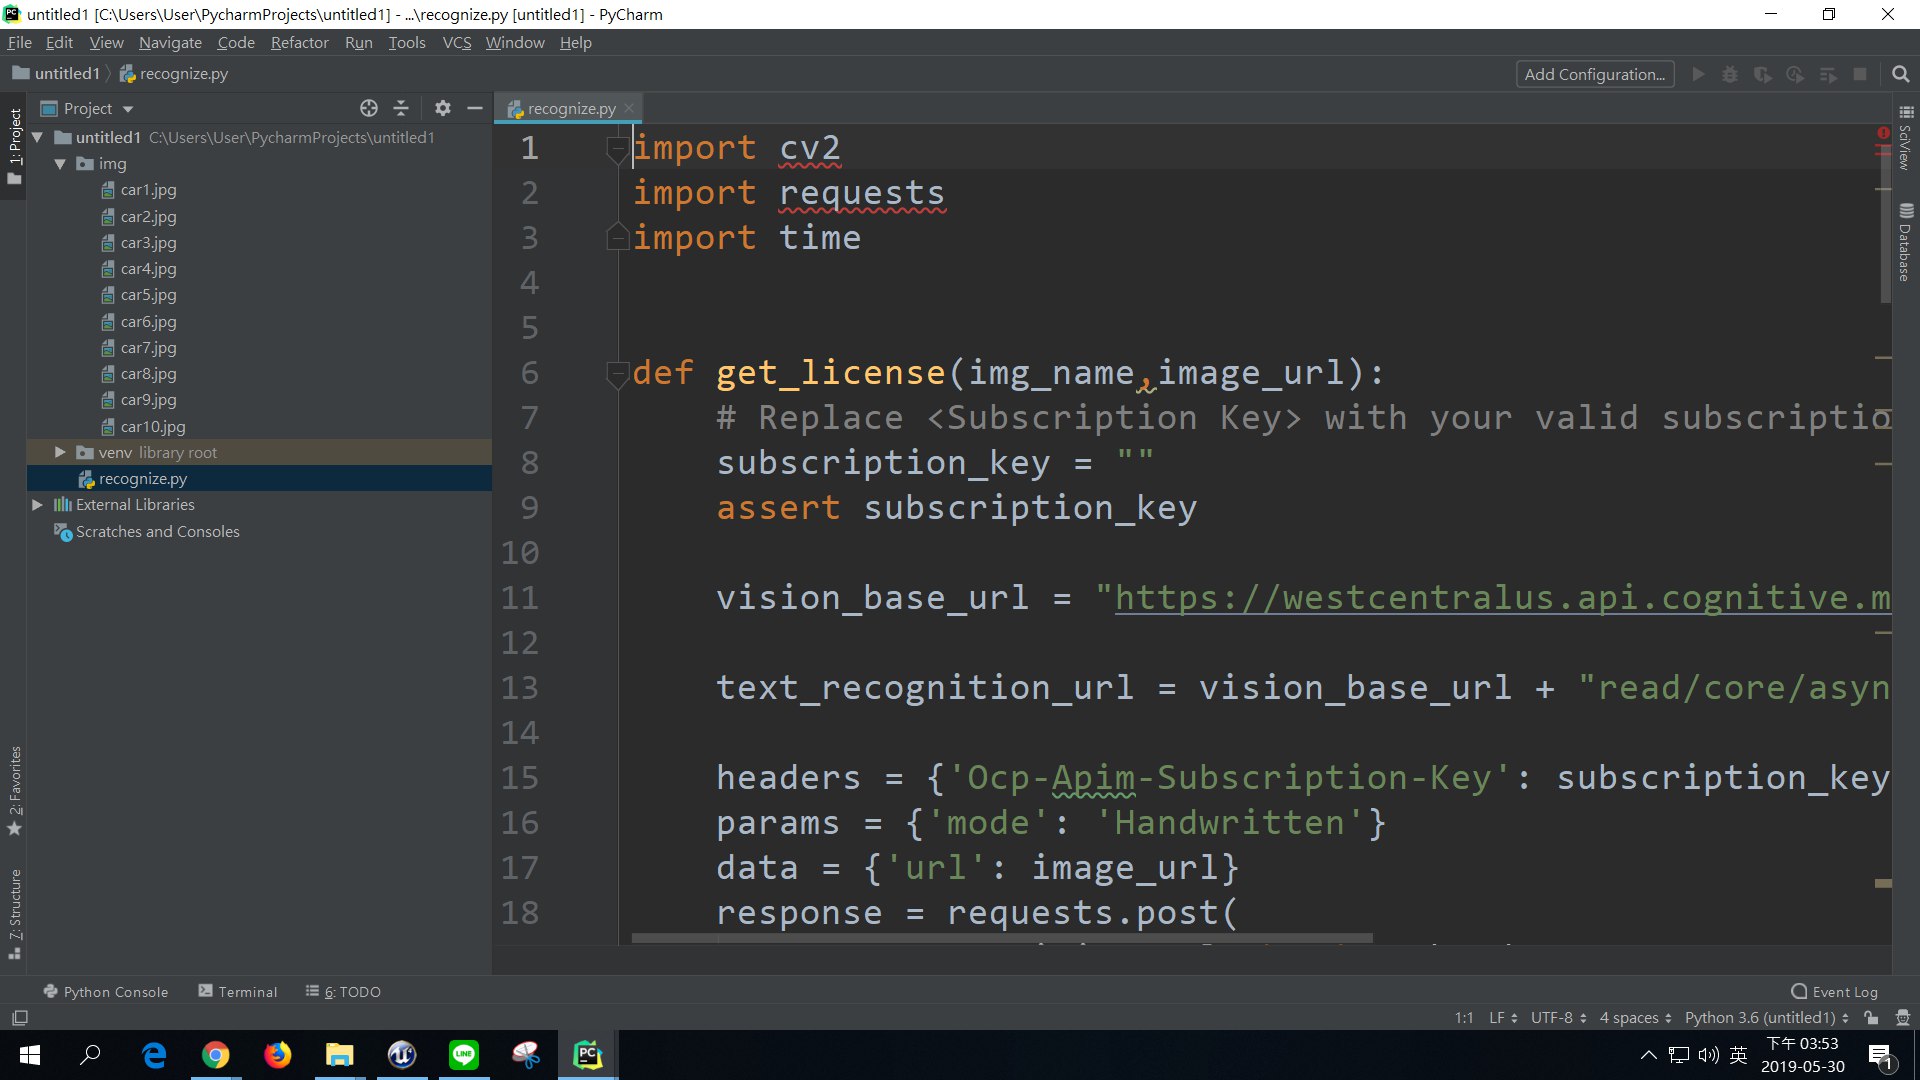 untitled1 [C:\Users\User\PycharmProjects\untitled1] - ...\recognize.py [untitled1] - PyCharm
File Edit View Navigate Code Refactor Run Tools VCS Window Help
untitled1 recognize.py Add Configuration...
Project
recognize.py
1: Project
untitled1 C:\Users\User\PycharmProjects\untitled1
img
car1.jpg
car2.jpg
car3.jpg
car4.jpg
car5.jpg
car6.jpg
car7.jpg
car8.jpg
car9.jpg
car10.jpg
venv library root
recognize.py
External Libraries
Scratches and Consoles
2: Favorites
7: Structure
1 import cv2
2 import requests
3 import time
4
5
6 def get_license(img_name,image_url):
7 # Replace <Subscription Key> with your valid subscriptio
8 subscription_key = ""
9 assert subscription_key
10
11 vision_base_url = "https://westcentralus.api.cognitive.m
12
13 text_recognition_url = vision_base_url + "read/core/asyn
14
15 headers = {'Ocp-Apim-Subscription-Key': subscription_key
16 params = {'mode': 'Handwritten'}
17 data = {'url': image_url}
18 response = requests.post(
SciView
Database
Python Console Terminal 6: TODO Event Log
1:1 LF UTF-8 4 spaces Python 3.6 (untitled1)
PC LINE PC 英 下午 03:53
2019-05-30 1